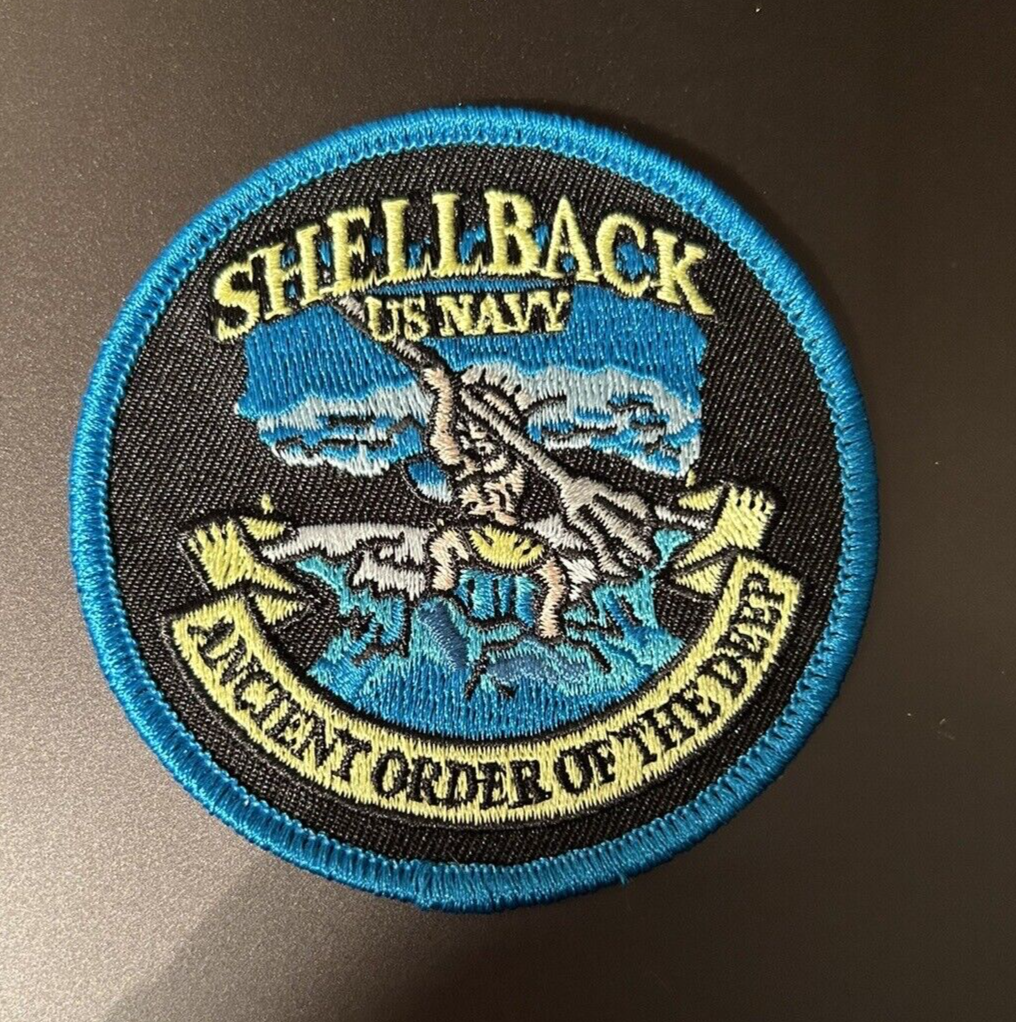 SHELLBACK
US NAVY
ANCIENT ORDER OF THE DEEP